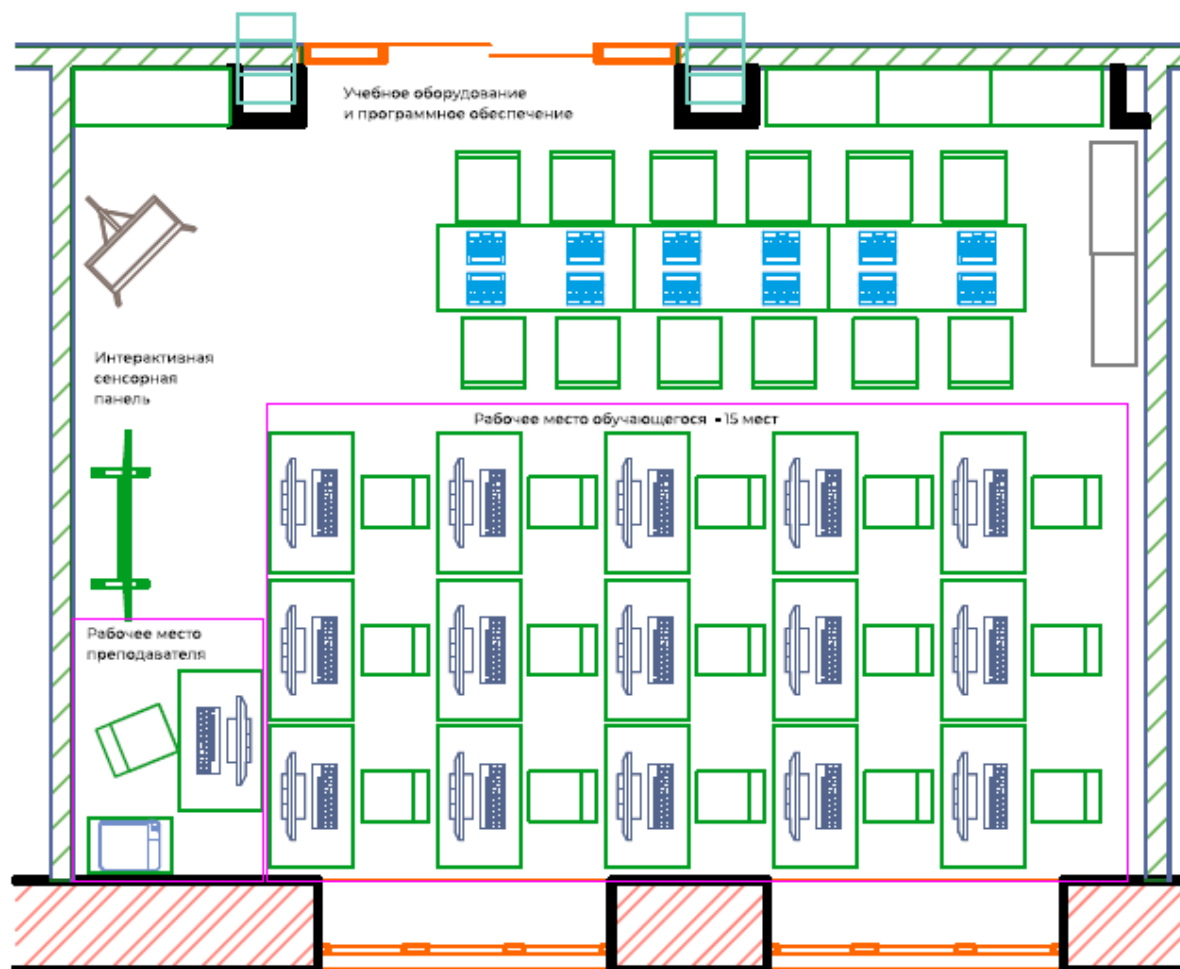 Учебное оборудование
и программное обеспечение
Интерактивная
сенсорная
панель
Рабочее место обучающегося - 15 мест
Рабочее место
преподавателя